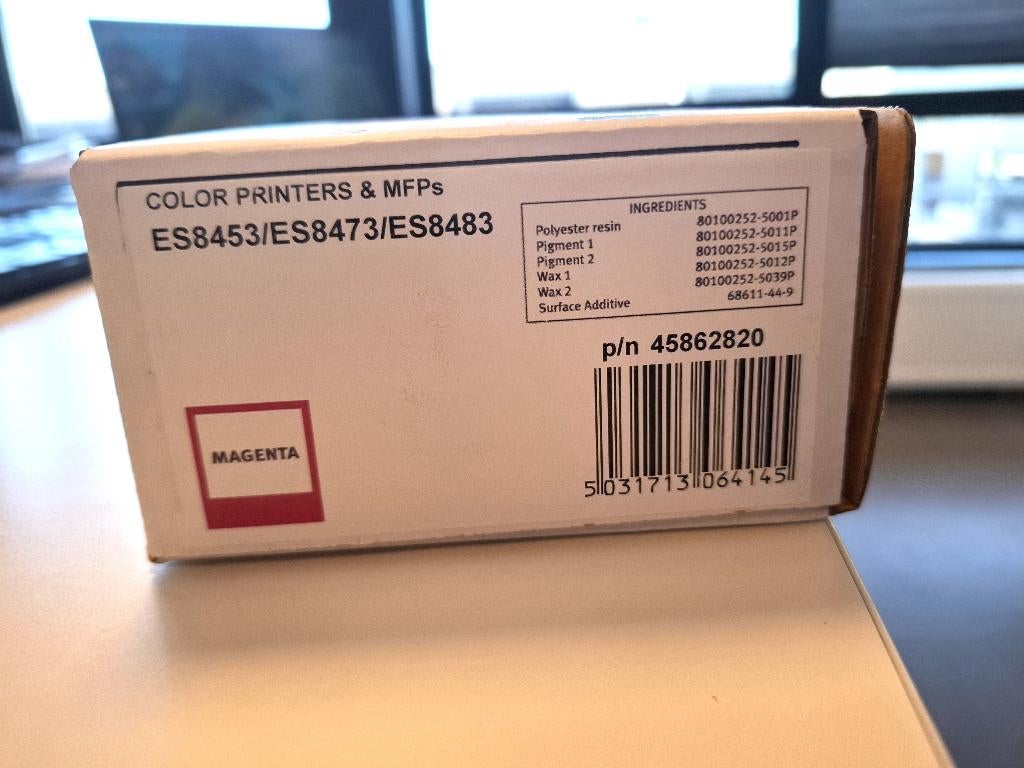 COLOR PRINTERS & MFPs
ES8453/ES8473/ES8483
INGREDIENTS
Polyester resin 80100252-5001P
Pigment 1 80100252-5011P
Pigment 2 80100252-5015P
Wax 1 80100252-5012P
Wax 2 80100252-5039P
Surface Additive 68611-44-9
p/n 45862820
5 031713 064145
MAGENTA